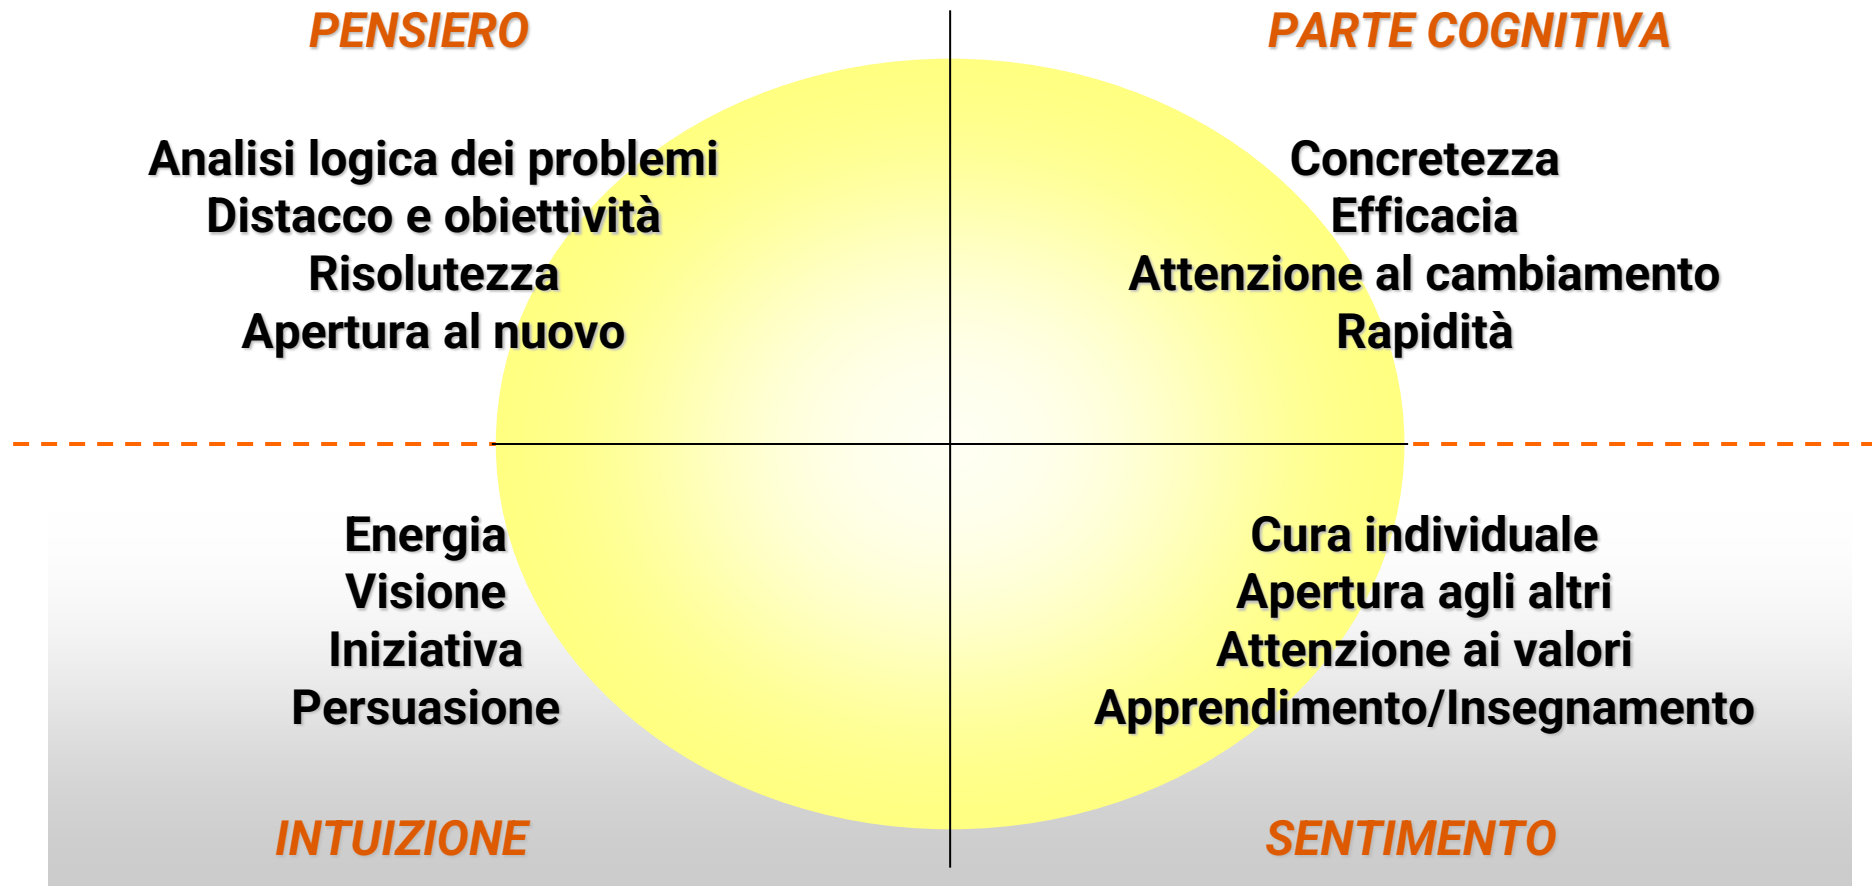 PENSIERO
Analisi logica dei problemi
Distacco e obiettività
Risolutezza
Apertura al nuovo
PARTE COGNITIVA
Concretezza
Efficacia
Attenzione al cambiamento
Rapidità
Energia
Visione
Iniziativa
Persuasione
INTUIZIONE
Cura individuale
Apertura agli altri
Attenzione ai valori
Apprendimento/Insegnamento
SENTIMENTO